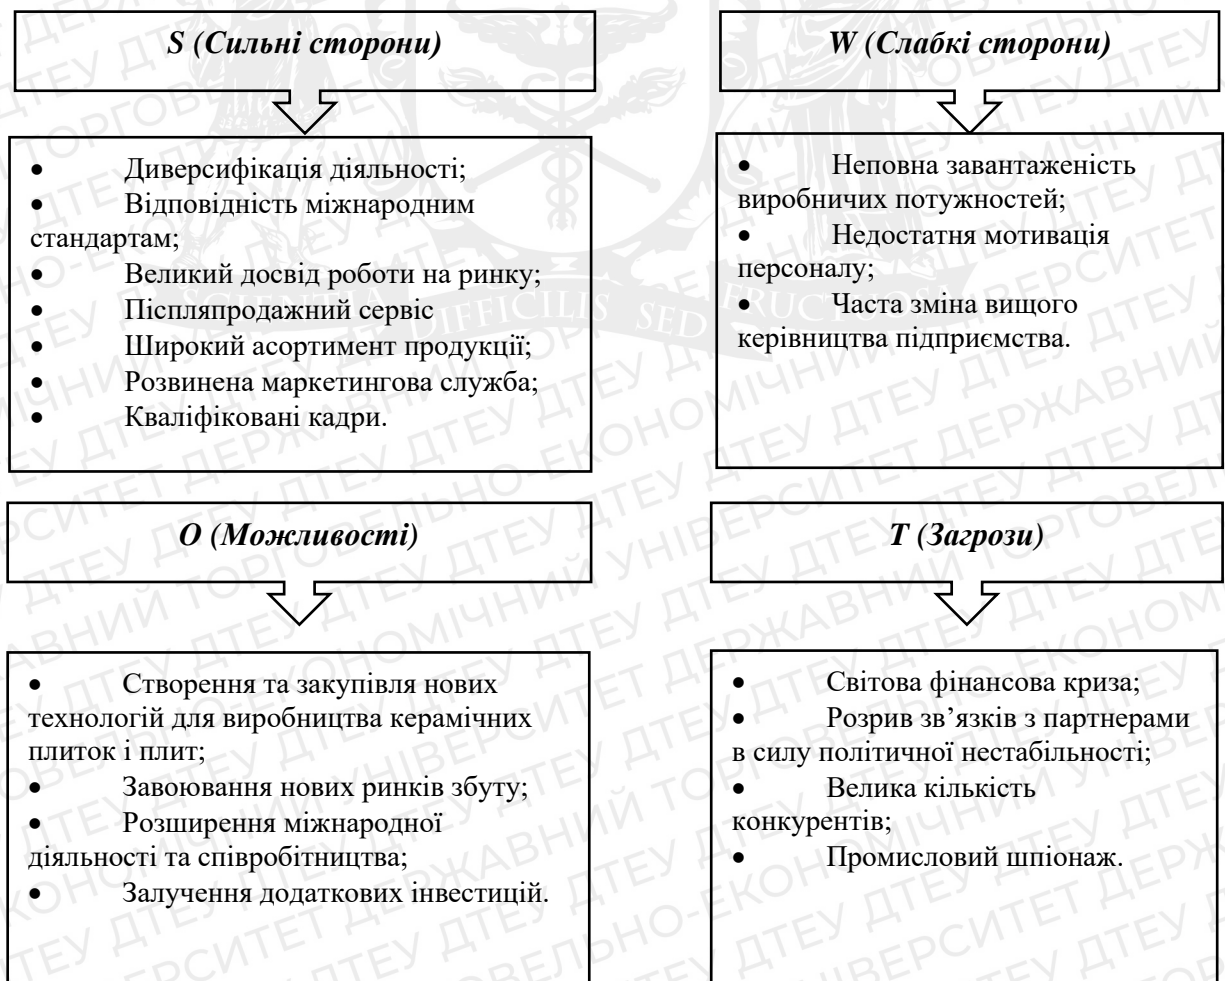 S (Сильні сторони)
• Диверсифікація діяльності;
• Відповідність міжнародним
стандартам;
• Великий досвід роботи на ринку;
• Піспляпродажний сервіс
• Широкий асортимент продукції;
• Розвинена маркетингова служба;
• Кваліфіковані кадри.
W (Слабкі сторони)
• Неповна завантаженість
виробничих потужностей;
• Недостатня мотивація
персоналу;
• Часта зміна вищого
керівництва підприємства.
O (Можливості)
• Створення та закупівля нових
технологій для виробництва керамічних
плиток і плит;
• Завоювання нових ринків збуту;
• Розширення міжнародної
діяльності та співробітництва;
• Залучення додаткових інвестицій.
T (Загрози)
• Світова фінансова криза;
• Розрив зв’язків з партнерами
в силу політичної нестабільності;
• Велика кількість
конкурентів;
• Промисловий шпіонаж.